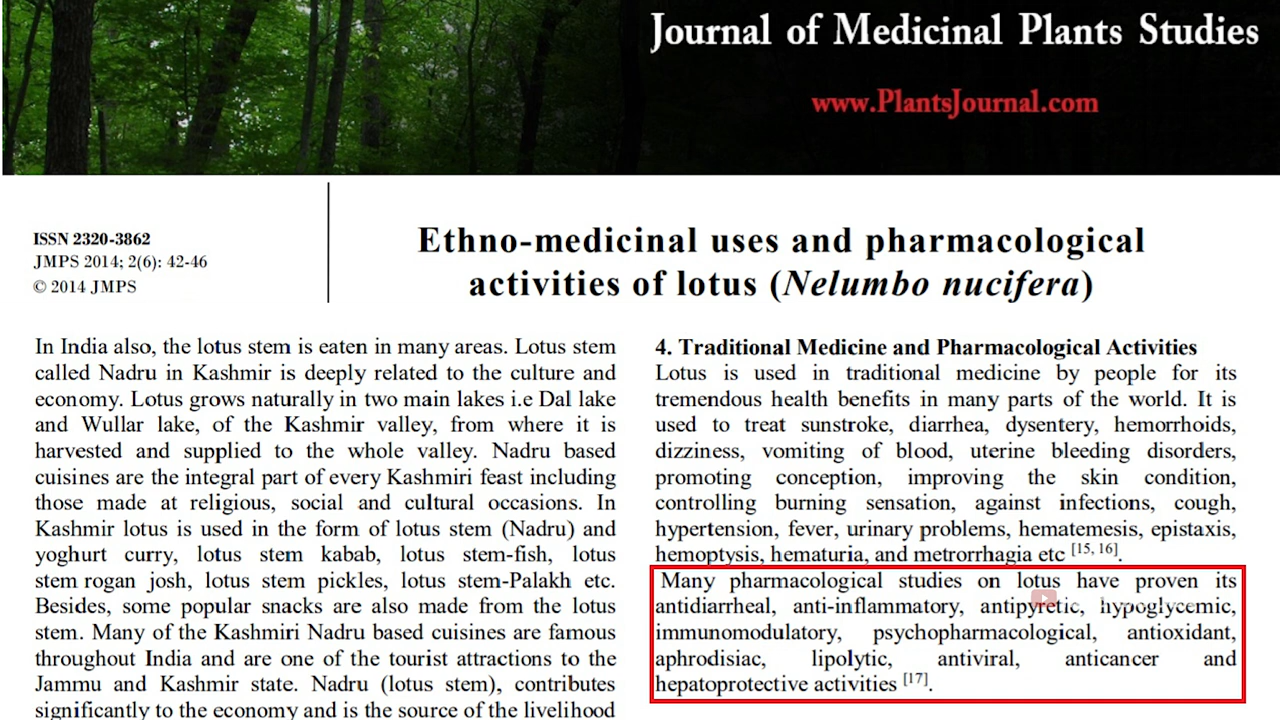 Journal of Medicinal Plants Studies
www.PlantsJournal.com
ISSN 2320-3862
JMPS 2014; 2(6): 42-46
© 2014 JMPS
Ethno-medicinal uses and pharmacological
activities of lotus (Nelumbo nucifera)
In India also, the lotus stem is eaten in many areas. Lotus stem
called Nadru in Kashmir is deeply related to the culture and
economy. Lotus grows naturally in two main lakes i.e Dal lake
and Wullar lake, of the Kashmir valley, from where it is
harvested and supplied to the whole valley. Nadru based
cuisines are the integral part of every Kashmiri feast including
those made at religious, social and cultural occasions. In
Kashmir lotus is used in the form of lotus stem (Nadru) and
yoghurt curry, lotus stem kabab, lotus stem-fish, lotus
stem rogan josh, lotus stem pickles, lotus stem-Palakh etc.
Besides, some popular snacks are also made from the lotus
stem. Many of the Kashmiri Nadru based cuisines are famous
throughout India and are one of the tourist attractions to the
Jammu and Kashmir state. Nadru (lotus stem), contributes
significantly to the economy and is the source of the livelihood
4. Traditional Medicine and Pharmacological Activities
Lotus is used in traditional medicine by people for its
tremendous health benefits in many parts of the world. It is
used to treat sunstroke, diarrhea, dysentery, hemorrhoids,
dizziness, vomiting of blood, uterine bleeding disorders,
promoting conception, improving the skin condition,
controlling burning sensation, against infections, cough,
hypertension, fever, urinary problems, hematemesis, epistaxis,
hemoptysis, hematuria, and metrorrhagia etc [15, 16].
Many pharmacological studies on lotus have proven its
antidiarrheal, anti-inflammatory, antipyretic, hypoglycemic,
immunomodulatory, psychopharmacological, antioxidant,
aphrodisiac, lipolytic, antiviral, anticancer and
hepatoprotective activities [17].